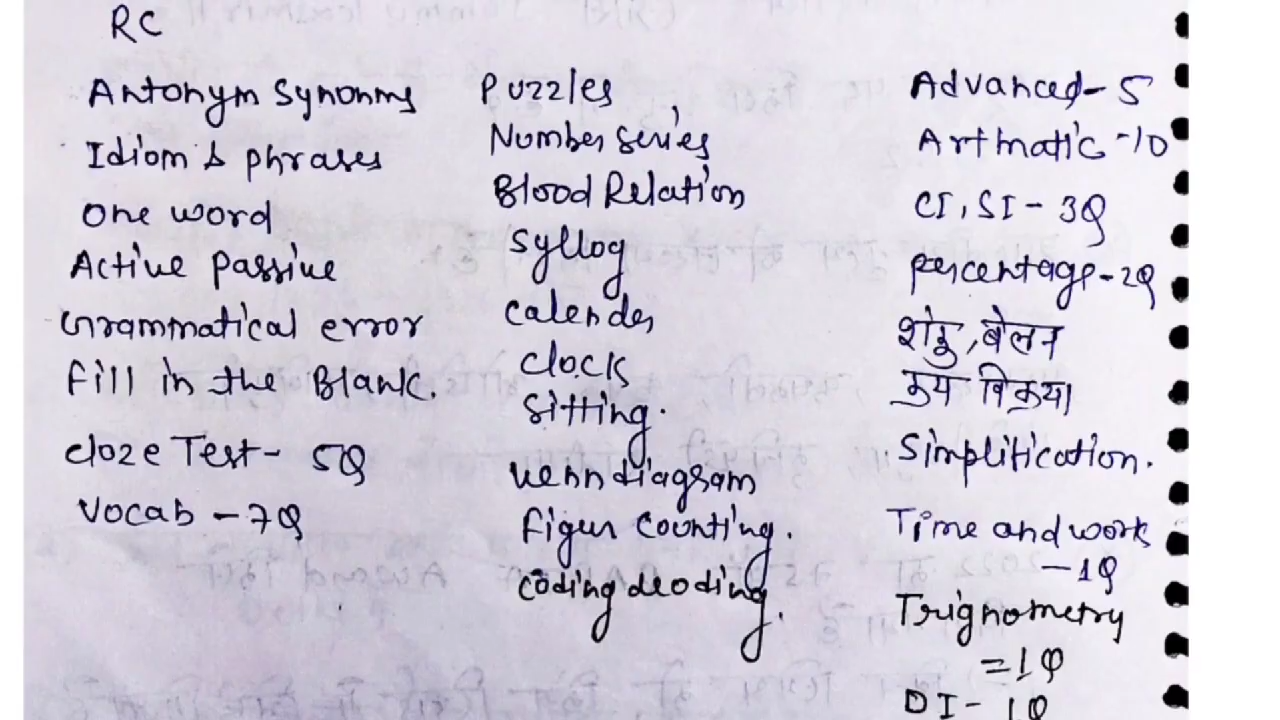 RC
Antonym Synonms
Idiom & phrases
One word
Active passive
Grammatical error
Fill in the Blank.
Cloze Test- 5Q
Vocab - 7Q
Puzzles
Number series
Blood Relation
Syllog
Calender
Clock
Sitting.
Venn diagram
Figur Counting.
Coding deoding.
Advanced- 5
Artmatic -10
CI, SI - 3Q
Percentage - 2Q
शंकु, बेलन
क्रय विक्रया
Simplification.
Time and work
-1Q
Trignometry
=1Q
DI- 1Q